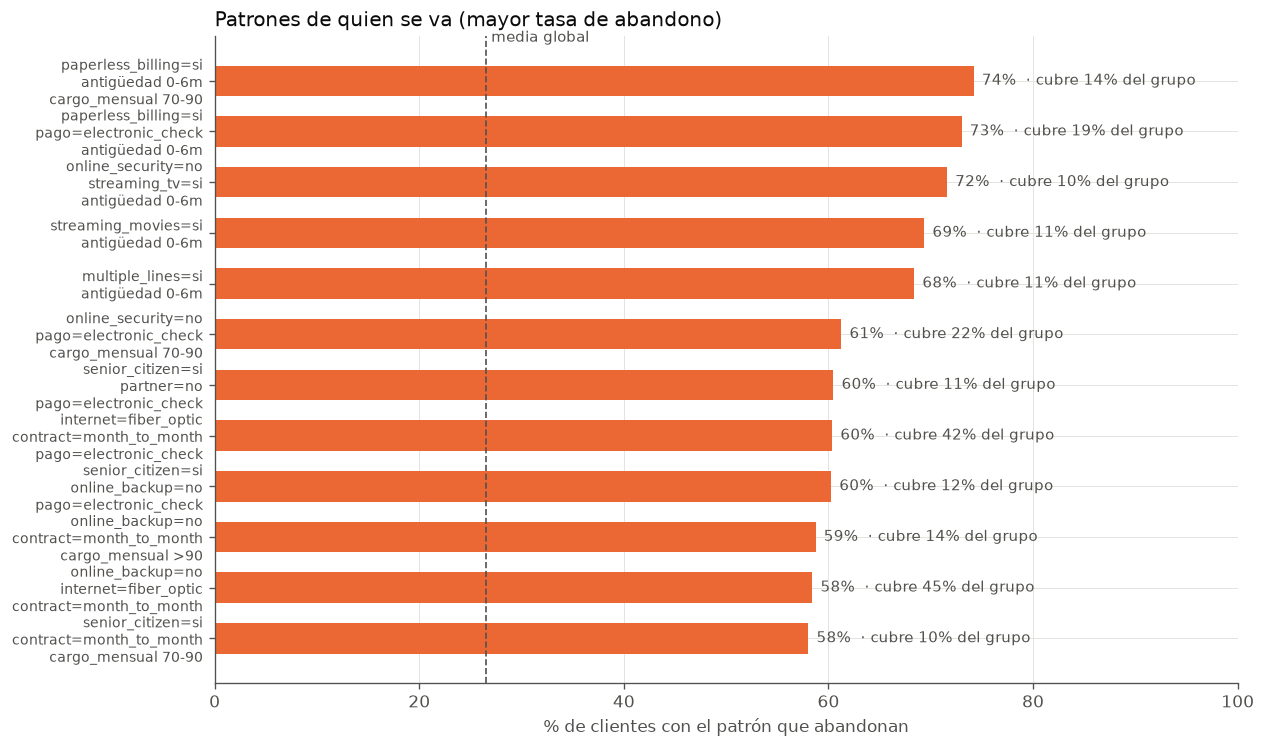 Patrones de quien se va (mayor tasa de abandono)
media global
paperless_billing=si
antigüedad 0-6m
cargo_mensual 70-90
74%  · cubre 14% del grupo
paperless_billing=si
pago=electronic_check
antigüedad 0-6m
73%  · cubre 19% del grupo
online_security=no
streaming_tv=si
antigüedad 0-6m
72%  · cubre 10% del grupo
streaming_movies=si
antigüedad 0-6m
69%  · cubre 11% del grupo
multiple_lines=si
antigüedad 0-6m
68%  · cubre 11% del grupo
online_security=no
pago=electronic_check
cargo_mensual 70-90
61%  · cubre 22% del grupo
senior_citizen=si
partner=no
pago=electronic_check
60%  · cubre 11% del grupo
internet=fiber_optic
contract=month_to_month
pago=electronic_check
60%  · cubre 42% del grupo
senior_citizen=si
online_backup=no
pago=electronic_check
60%  · cubre 12% del grupo
online_backup=no
contract=month_to_month
cargo_mensual >90
59%  · cubre 14% del grupo
online_backup=no
internet=fiber_optic
contract=month_to_month
58%  · cubre 45% del grupo
senior_citizen=si
contract=month_to_month
cargo_mensual 70-90
58%  · cubre 10% del grupo
0 20 40 60 80 100
% de clientes con el patrón que abandonan